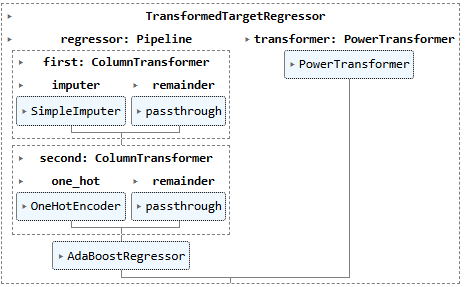 TransformedTargetRegressor
regressor: Pipeline
transformer: PowerTransformer
first: ColumnTransformer
PowerTransformer
imputer
remainder
SimpleImputer
passthrough
second: ColumnTransformer
one_hot
remainder
OneHotEncoder
passthrough
AdaBoostRegressor